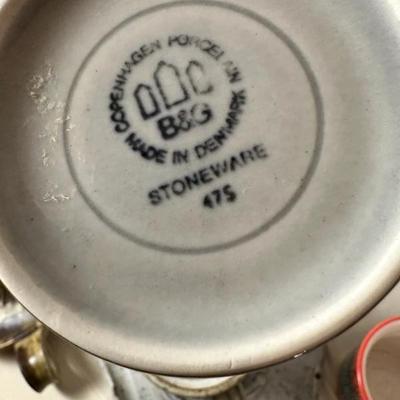 COPENHAGEN PORCELAIN
B&G
MADE IN DENMARK
STONEWARE
475